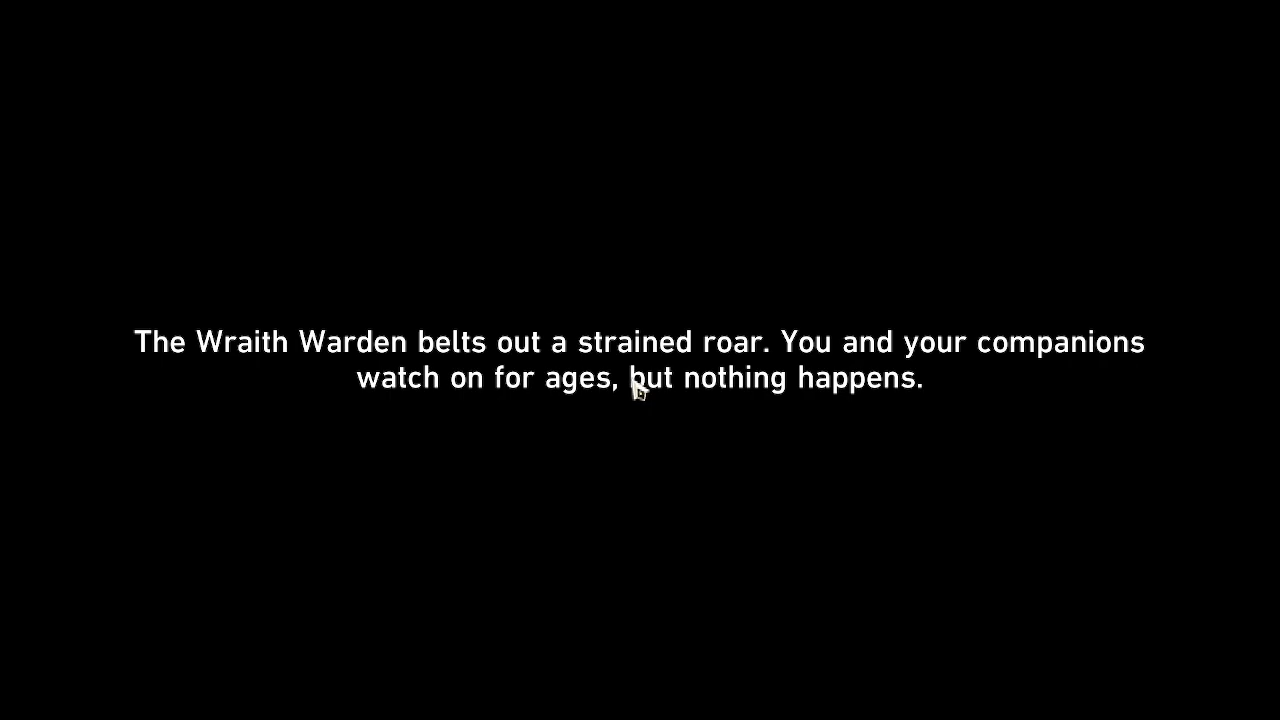 The Wraith Warden belts out a strained roar. You and your companions
watch on for ages, but nothing happens.